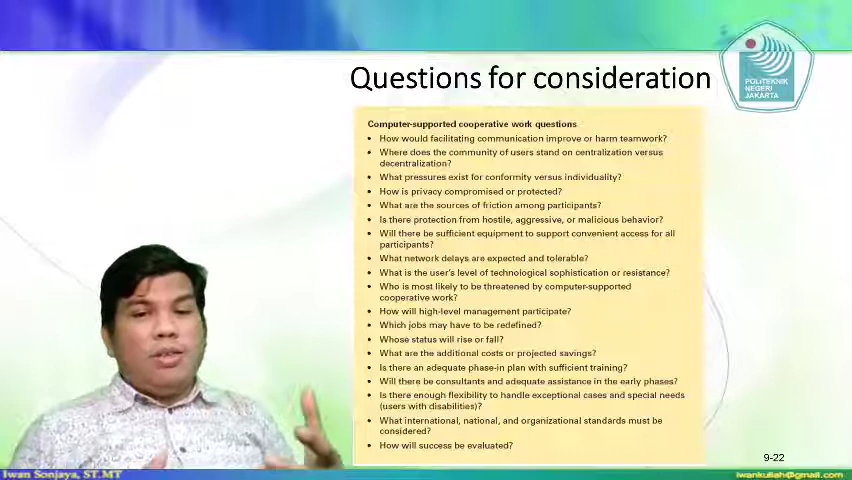 Questions for consideration
POLITEKNIK
NEGERI
JAKARTA
Computer-supported cooperative work questions
• How would facilitating communication improve or harm teamwork?
• Where does the community of users stand on centralization versus
decentralization?
• What pressures exist for conformity versus individuality?
• How is privacy compromised or protected?
• What are the sources of friction among participants?
• Is there protection from hostile, aggressive, or malicious behavior?
• Will there be sufficient equipment to support convenient access for all
participants?
• What network delays are expected and tolerable?
• What is the user's level of technological sophistication or resistance?
• Who is most likely to be threatened by computer-supported
cooperative work?
• How will high-level management participate?
• Which jobs may have to be redefined?
• Whose status will rise or fall?
• What are the additional costs or projected savings?
• Is there an adequate phase-in plan with sufficient training?
• Will there be consultants and adequate assistance in the early phases?
• Is there enough flexibility to handle exceptional cases and special needs
(users with disabilities)?
• What international, national, and organizational standards must be
considered?
• How will success be evaluated?
9-22
Iwan Sonjaya, ST.MT
iwankullah@gmail.com